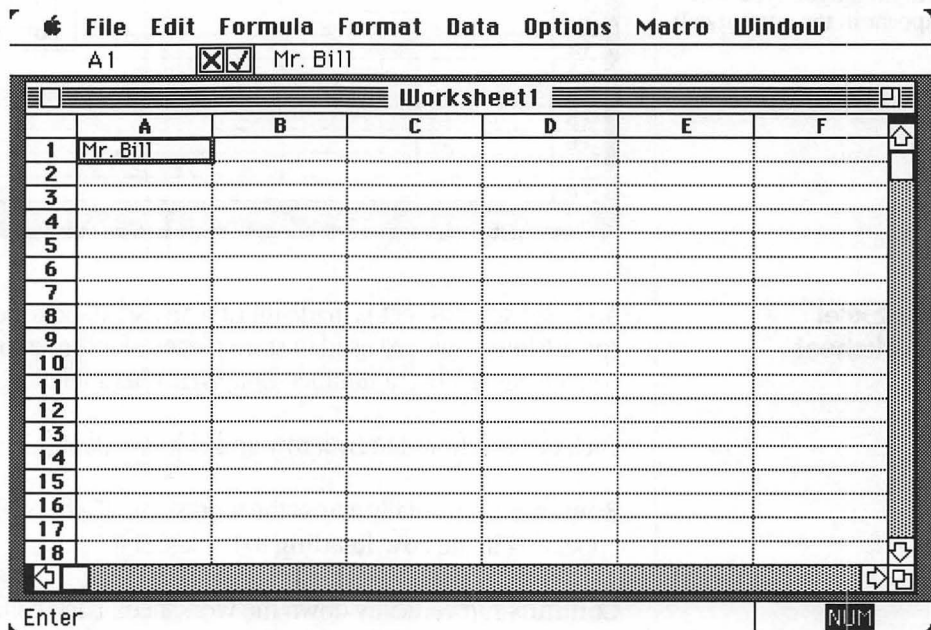 File Edit Formula Format Data Options Macro Window
A1 Mr. Bill
Worksheet1
A B C D E F
1 Mr. Bill
2
3
4
5
6
7
8
9
10
11
12
13
14
15
16
17
18
Enter NUM